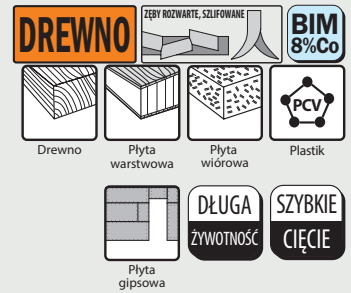 DREWNO
ZĘBY ROZWARTE, SZLIFOWANE
BIM
8%Co
PCV
Drewno
Płyta
warstwowa
Płyta
wiórowa
Plastik
DŁUGA
ŻYWOTNOŚĆ
SZYBKIE
CIĘCIE
Płyta
gipsowa